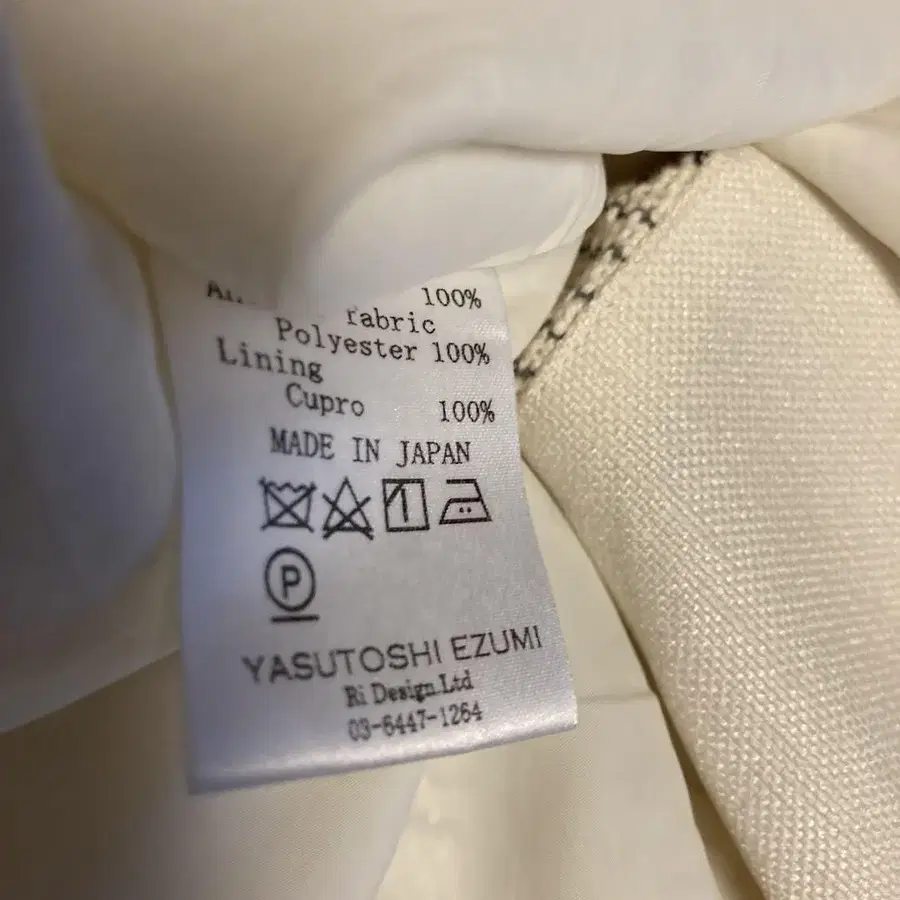 100%
fabric
Polyester 100%
Lining
Cupro 100%
MADE IN JAPAN
P
YASUTOSHI EZUMI
Ri Design.Ltd
03-6447-1264